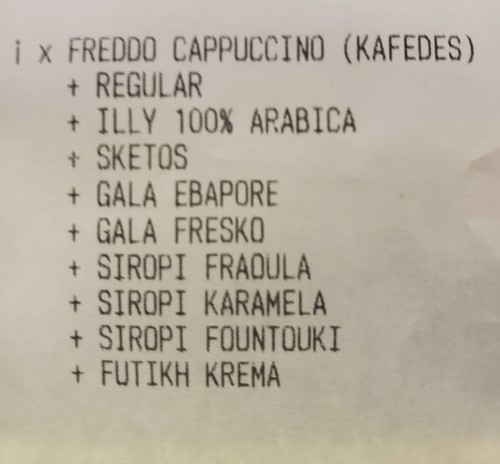 1 x FREDDO CAPPUCCINO (KAFEDES)
+ REGULAR
+ ILLY 100% ARABICA
+ SKETOS
+ GALA EBAPORE
+ GALA FRESKO
+ SIROPI FRAOULA
+ SIROPI KARAMELA
+ SIROPI FOUNTOUKI
+ FUTIKH KREMA